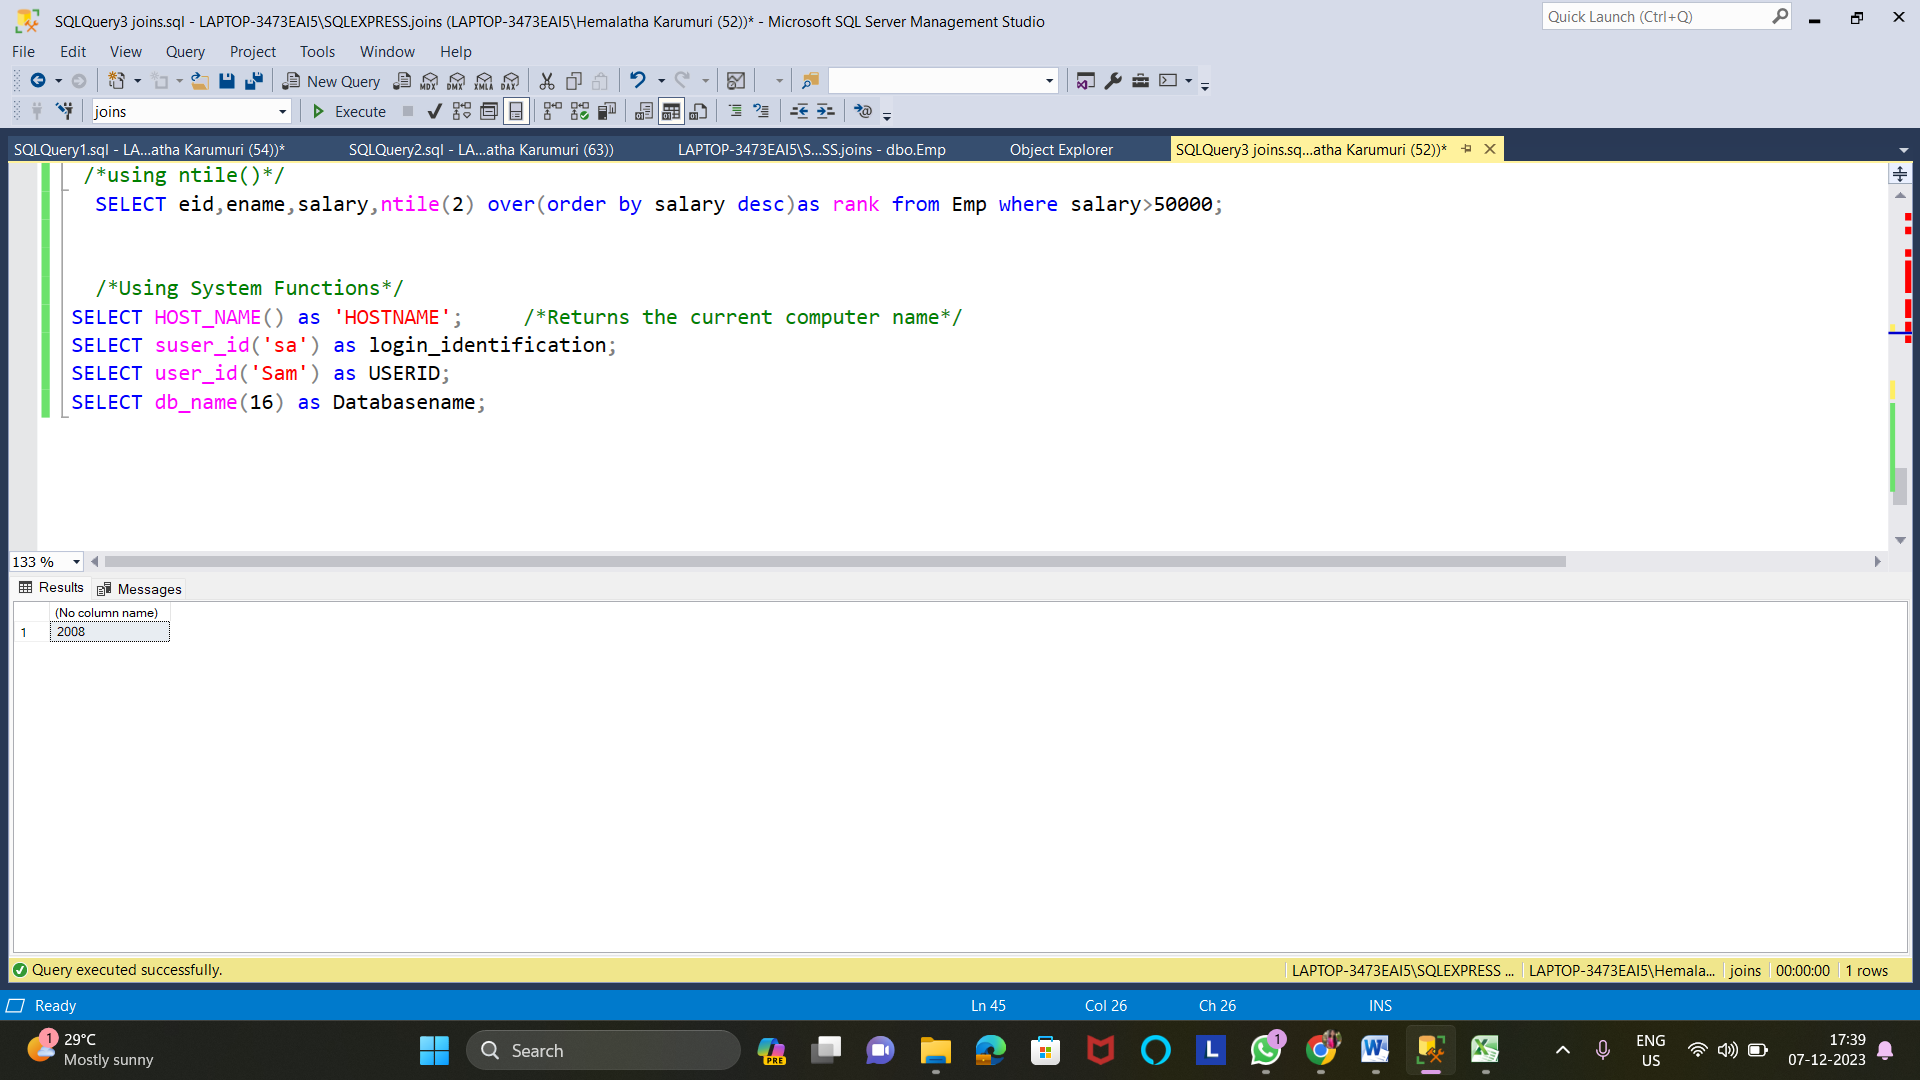 SQLQuery3 joins.sql - LAPTOP-3473EAI5\SQLEXPRESS.joins (LAPTOP-3473EAI5\Hemalatha Karumuri (52))* - Microsoft SQL Server Management Studio
Quick Launch (Ctrl+Q)
File Edit View Query Project Tools Window Help
New Query MDX DMX XMLA DAX
joins Execute
SQLQuery1.sql - LA...atha Karumuri (54))* SQLQuery2.sql - LA...atha Karumuri (63)) LAPTOP-3473EAI5\S...SS.joins - dbo.Emp Object Explorer SQLQuery3 joins.sq...atha Karumuri (52))*
/*using ntile()*/
SELECT eid,ename,salary,ntile(2) over(order by salary desc)as rank from Emp where salary>50000;
/*Using System Functions*/
SELECT HOST_NAME() as 'HOSTNAME'; /*Returns the current computer name*/
SELECT suser_id('sa') as login_identification;
SELECT user_id('Sam') as USERID;
SELECT db_name(16) as Databasename;
133 %
Results Messages
(No column name)
1 2008
Query executed successfully. LAPTOP-3473EAI5\SQLEXPRESS ... LAPTOP-3473EAI5\Hemala... joins 00:00:00 1 rows
Ready Ln 45 Col 26 Ch 26 INS
1 29°C
Mostly sunny
Search
PRE
L
1
ENG
US
17:39
07-12-2023